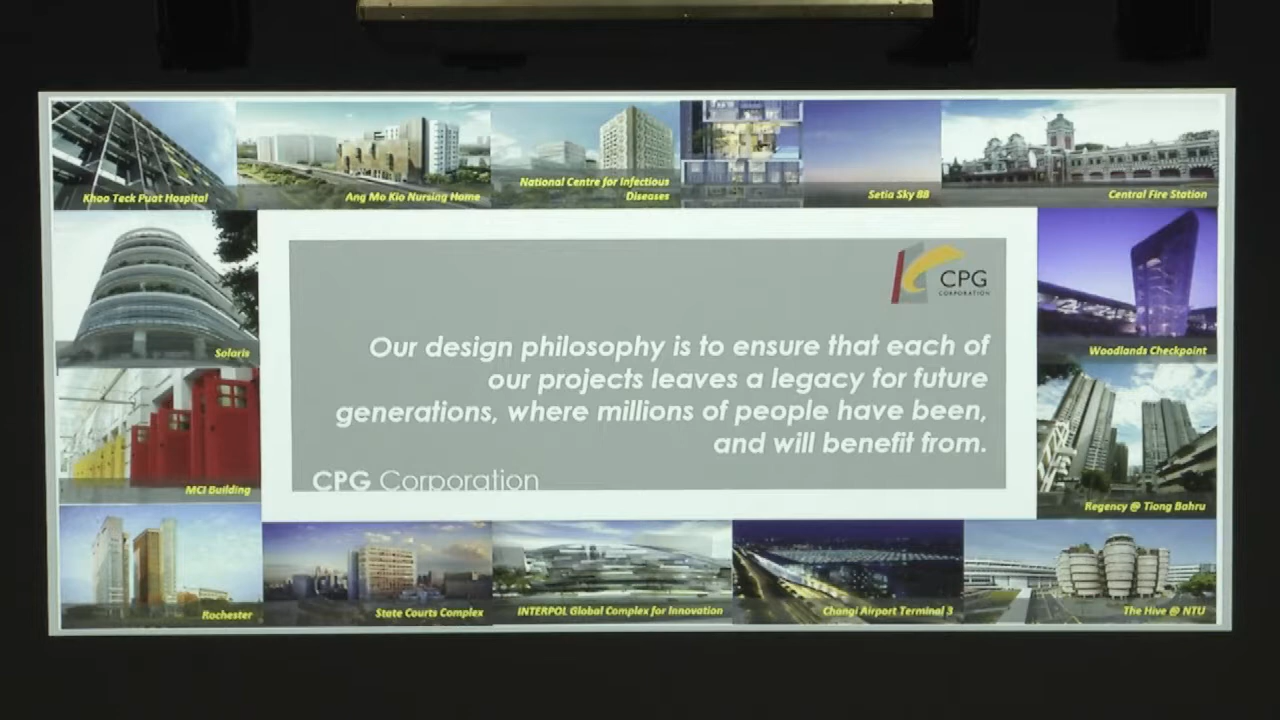 Khoo Teck Puat Hospital
Ang Mo Kio Nursing Home
National Centre for Infectious
Diseases
Setia Sky 88
Central Fire Station
CPG
CORPORATION
Solaris
Our design philosophy is to ensure that each of
our projects leaves a legacy for future
generations, where millions of people have been,
and will benefit from.
CPG Corporation
Woodlands Checkpoint
MCI Building
Regency @ Tiong Bahru
Rochester
State Courts Complex
INTERPOL Global Complex for Innovation
Changi Airport Terminal 3
The Hive @ NTU